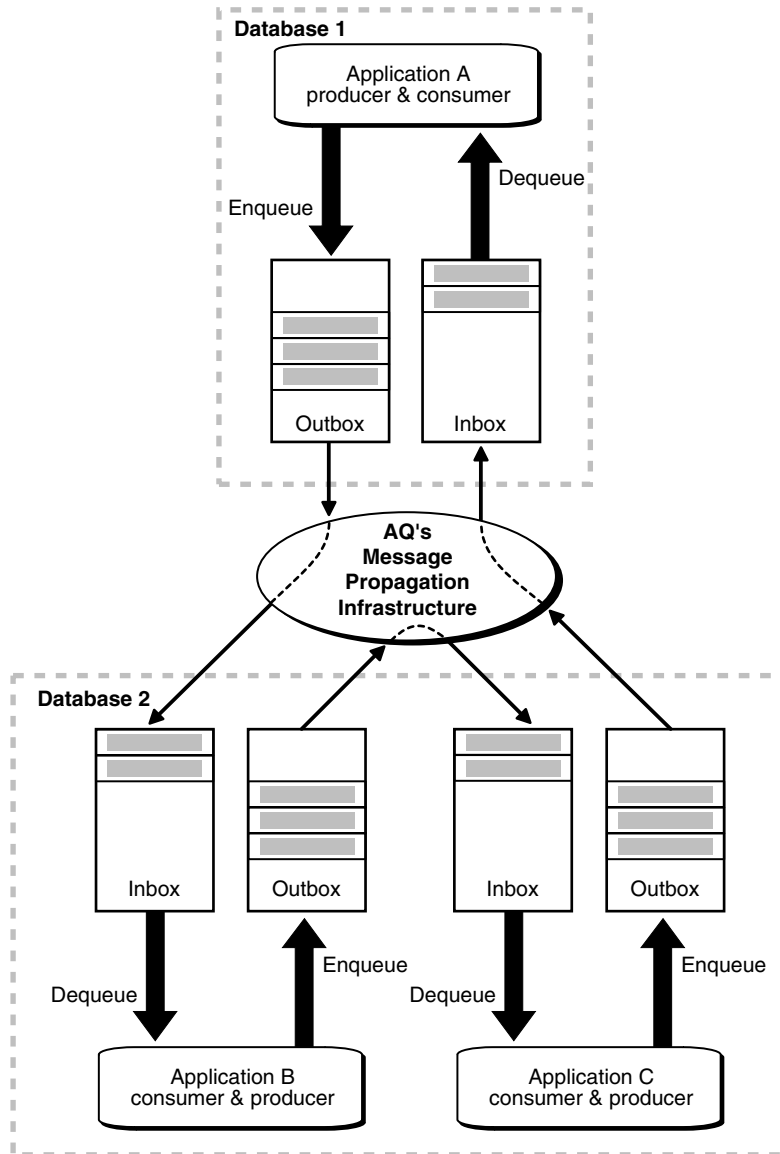 Database 1
Application A
producer & consumer
Enqueue
Dequeue
Outbox
Inbox
AQ's
Message
Propagation
Infrastructure
Database 2
Inbox
Outbox
Inbox
Outbox
Dequeue
Enqueue
Dequeue
Enqueue
Application B
consumer & producer
Application C
consumer & producer